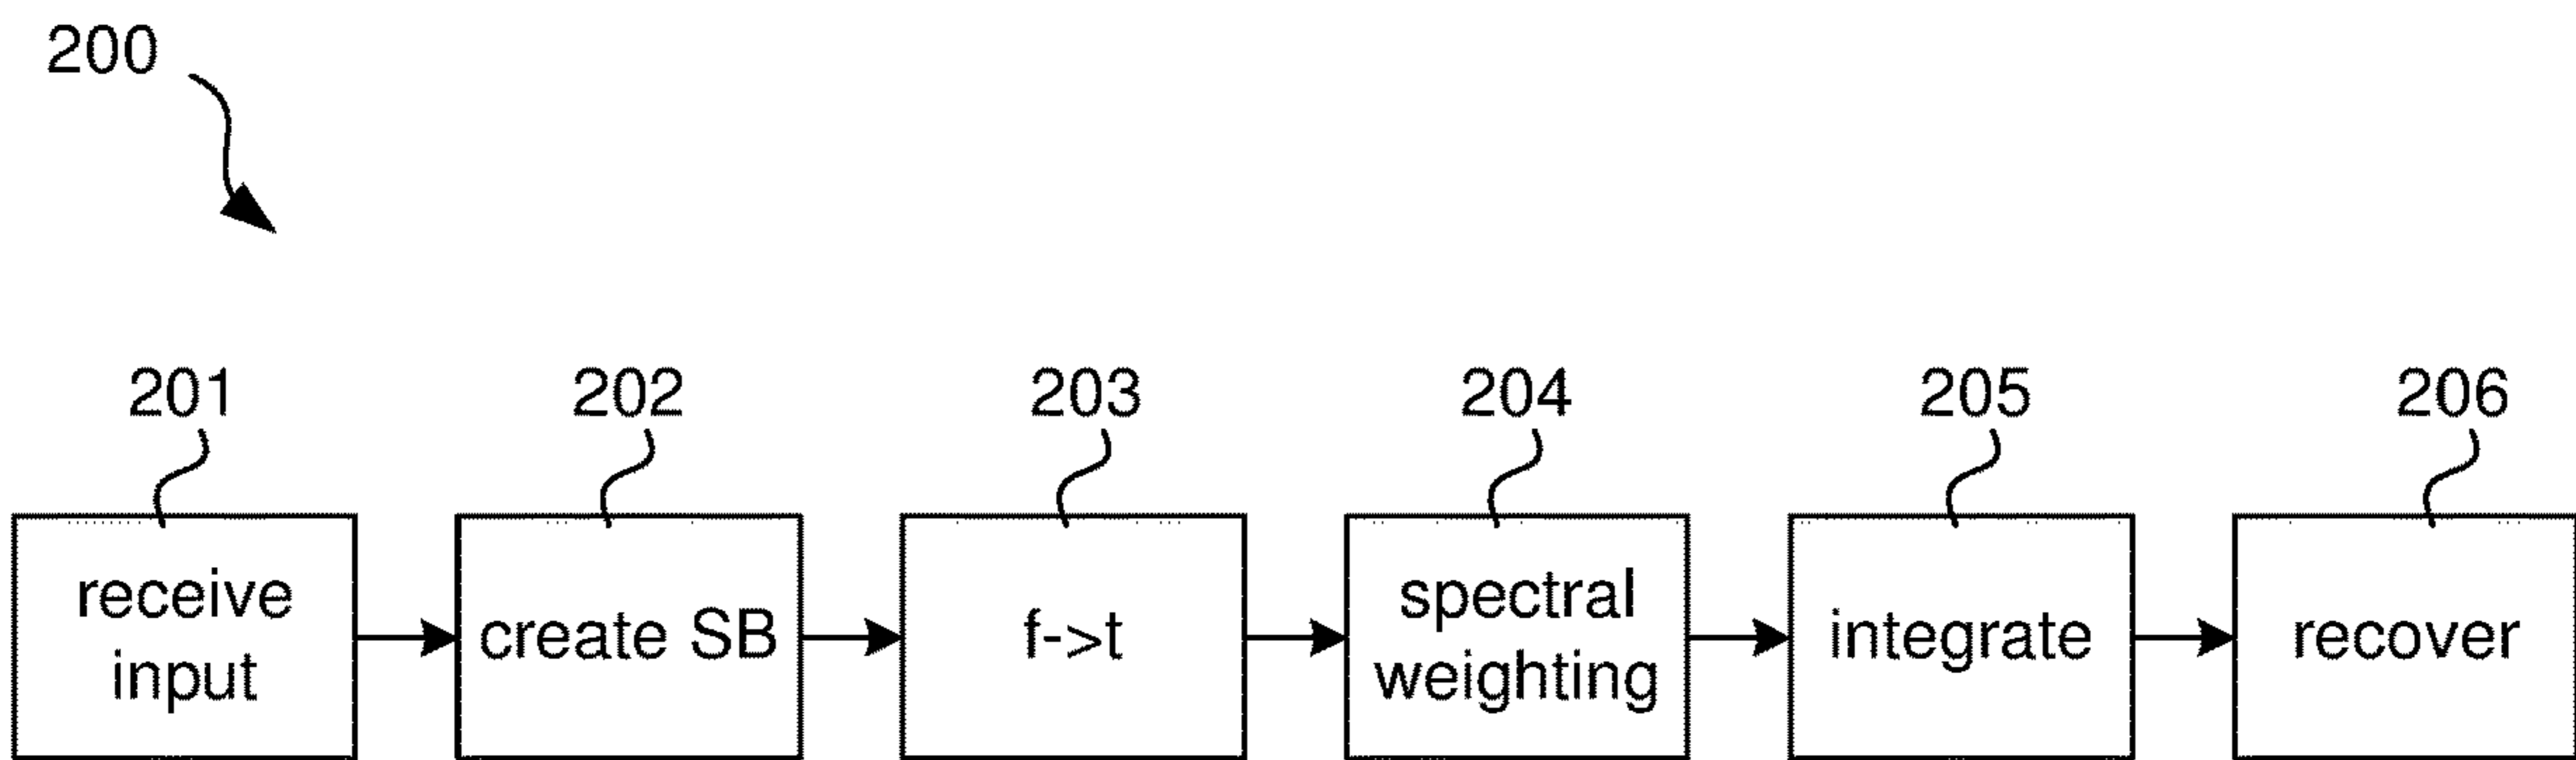 200
201
202
203
204
205
206
receive
input
create SB
f->t
spectral
weighting
integrate
recover